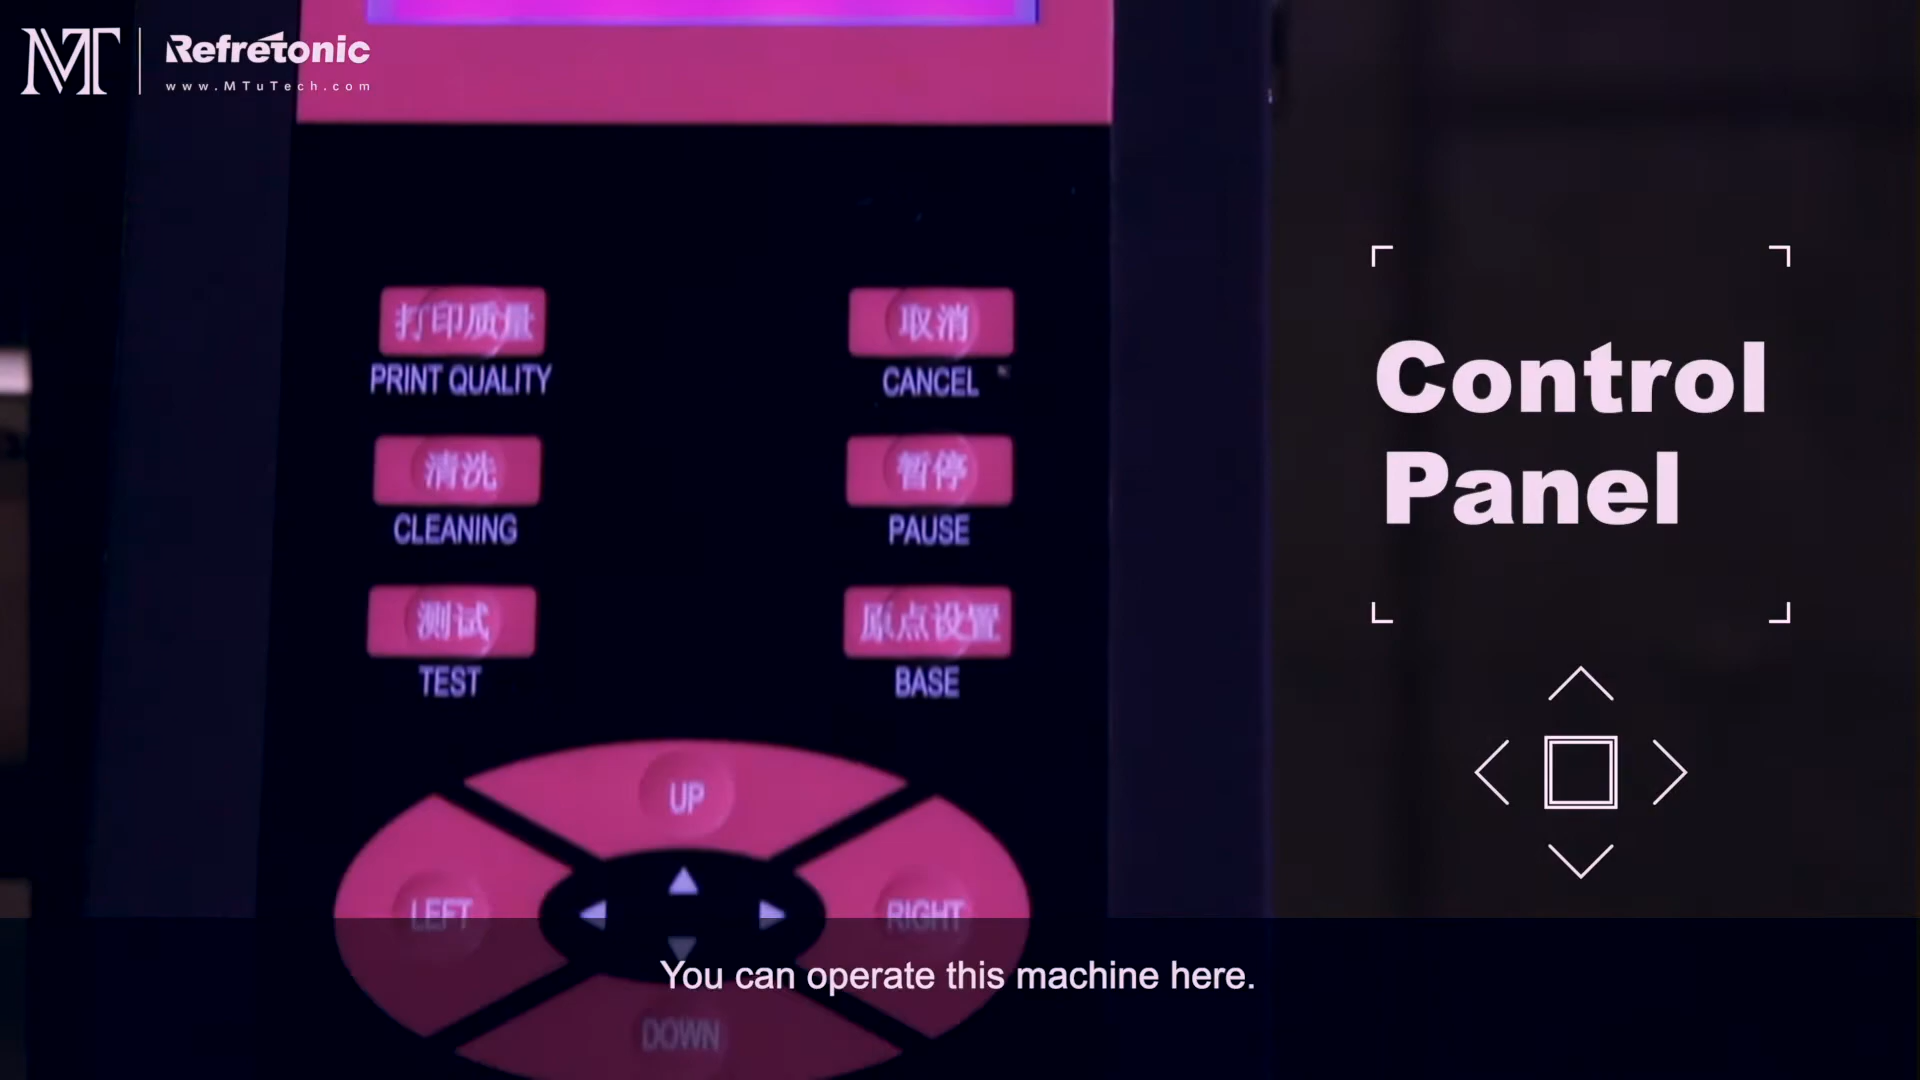 MT
Refretonic
www.MTuTech.com
打印质量
PRINT QUALITY
取消
CANCEL
清洗
CLEANING
暂停
PAUSE
测试
TEST
原点设置
BASE
UP
LEFT
RIGHT
DOWN
Control
Panel
You can operate this machine here.